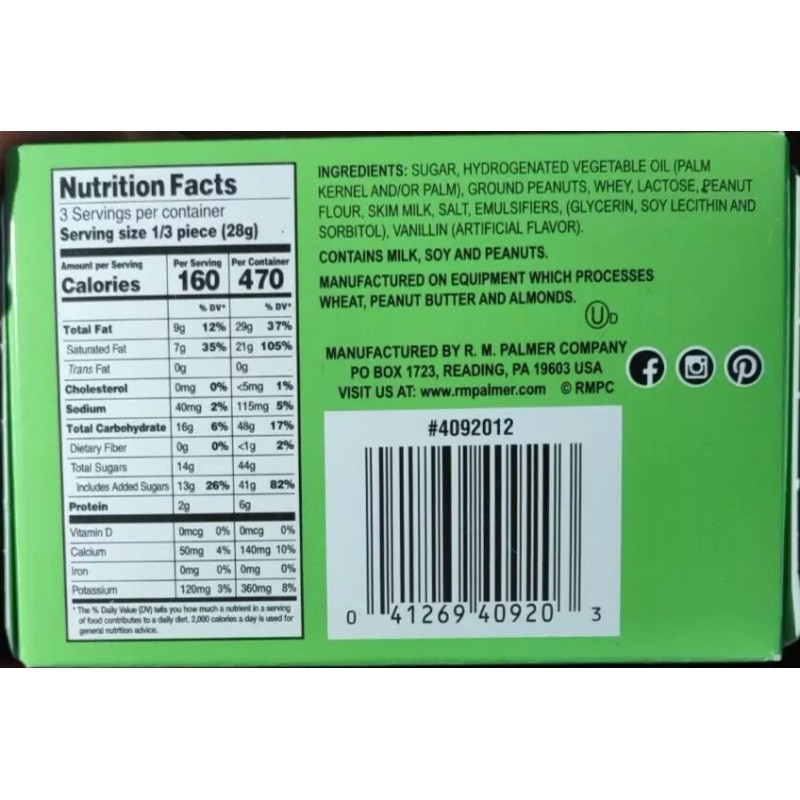 Nutrition Facts
3 Servings per container
Serving size 1/3 piece (28g)
Amount per Serving Per Serving Per Container
Calories 160 470
% DV* % DV*
Total Fat 9g 12% 29g 37%
Saturated Fat 7g 35% 21g 105%
Trans Fat 0g 0g
Cholesterol 0mg 0% <5mg 1%
Sodium 40mg 2% 115mg 5%
Total Carbohydrate 16g 6% 48g 17%
Dietary Fiber 0g 0% <1g 2%
Total Sugars 14g 44g
Includes Added Sugars 13g 26% 41g 82%
Protein 2g 6g
Vitamin D 0mcg 0% 0mcg 0%
Calcium 50mg 4% 140mg 10%
Iron 0mg 0% 0mg 0%
Potassium 120mg 3% 360mg 8%
* The % Daily Value (DV) tells you how much a nutrient in a serving
of food contributes to a daily diet. 2,000 calories a day is used for
general nutrition advice.
INGREDIENTS: SUGAR, HYDROGENATED VEGETABLE OIL (PALM
KERNEL AND/OR PALM), GROUND PEANUTS, WHEY, LACTOSE, PEANUT
FLOUR, SKIM MILK, SALT, EMULSIFIERS, (GLYCERIN, SOY LECITHIN AND
SORBITOL), VANILLIN (ARTIFICIAL FLAVOR).
CONTAINS MILK, SOY AND PEANUTS.
MANUFACTURED ON EQUIPMENT WHICH PROCESSES
WHEAT, PEANUT BUTTER AND ALMONDS.
U D
MANUFACTURED BY R. M. PALMER COMPANY
PO BOX 1723, READING, PA 19603 USA
VISIT US AT: www.rmpalmer.com © RMPC
#4092012
0 41269 40920 3